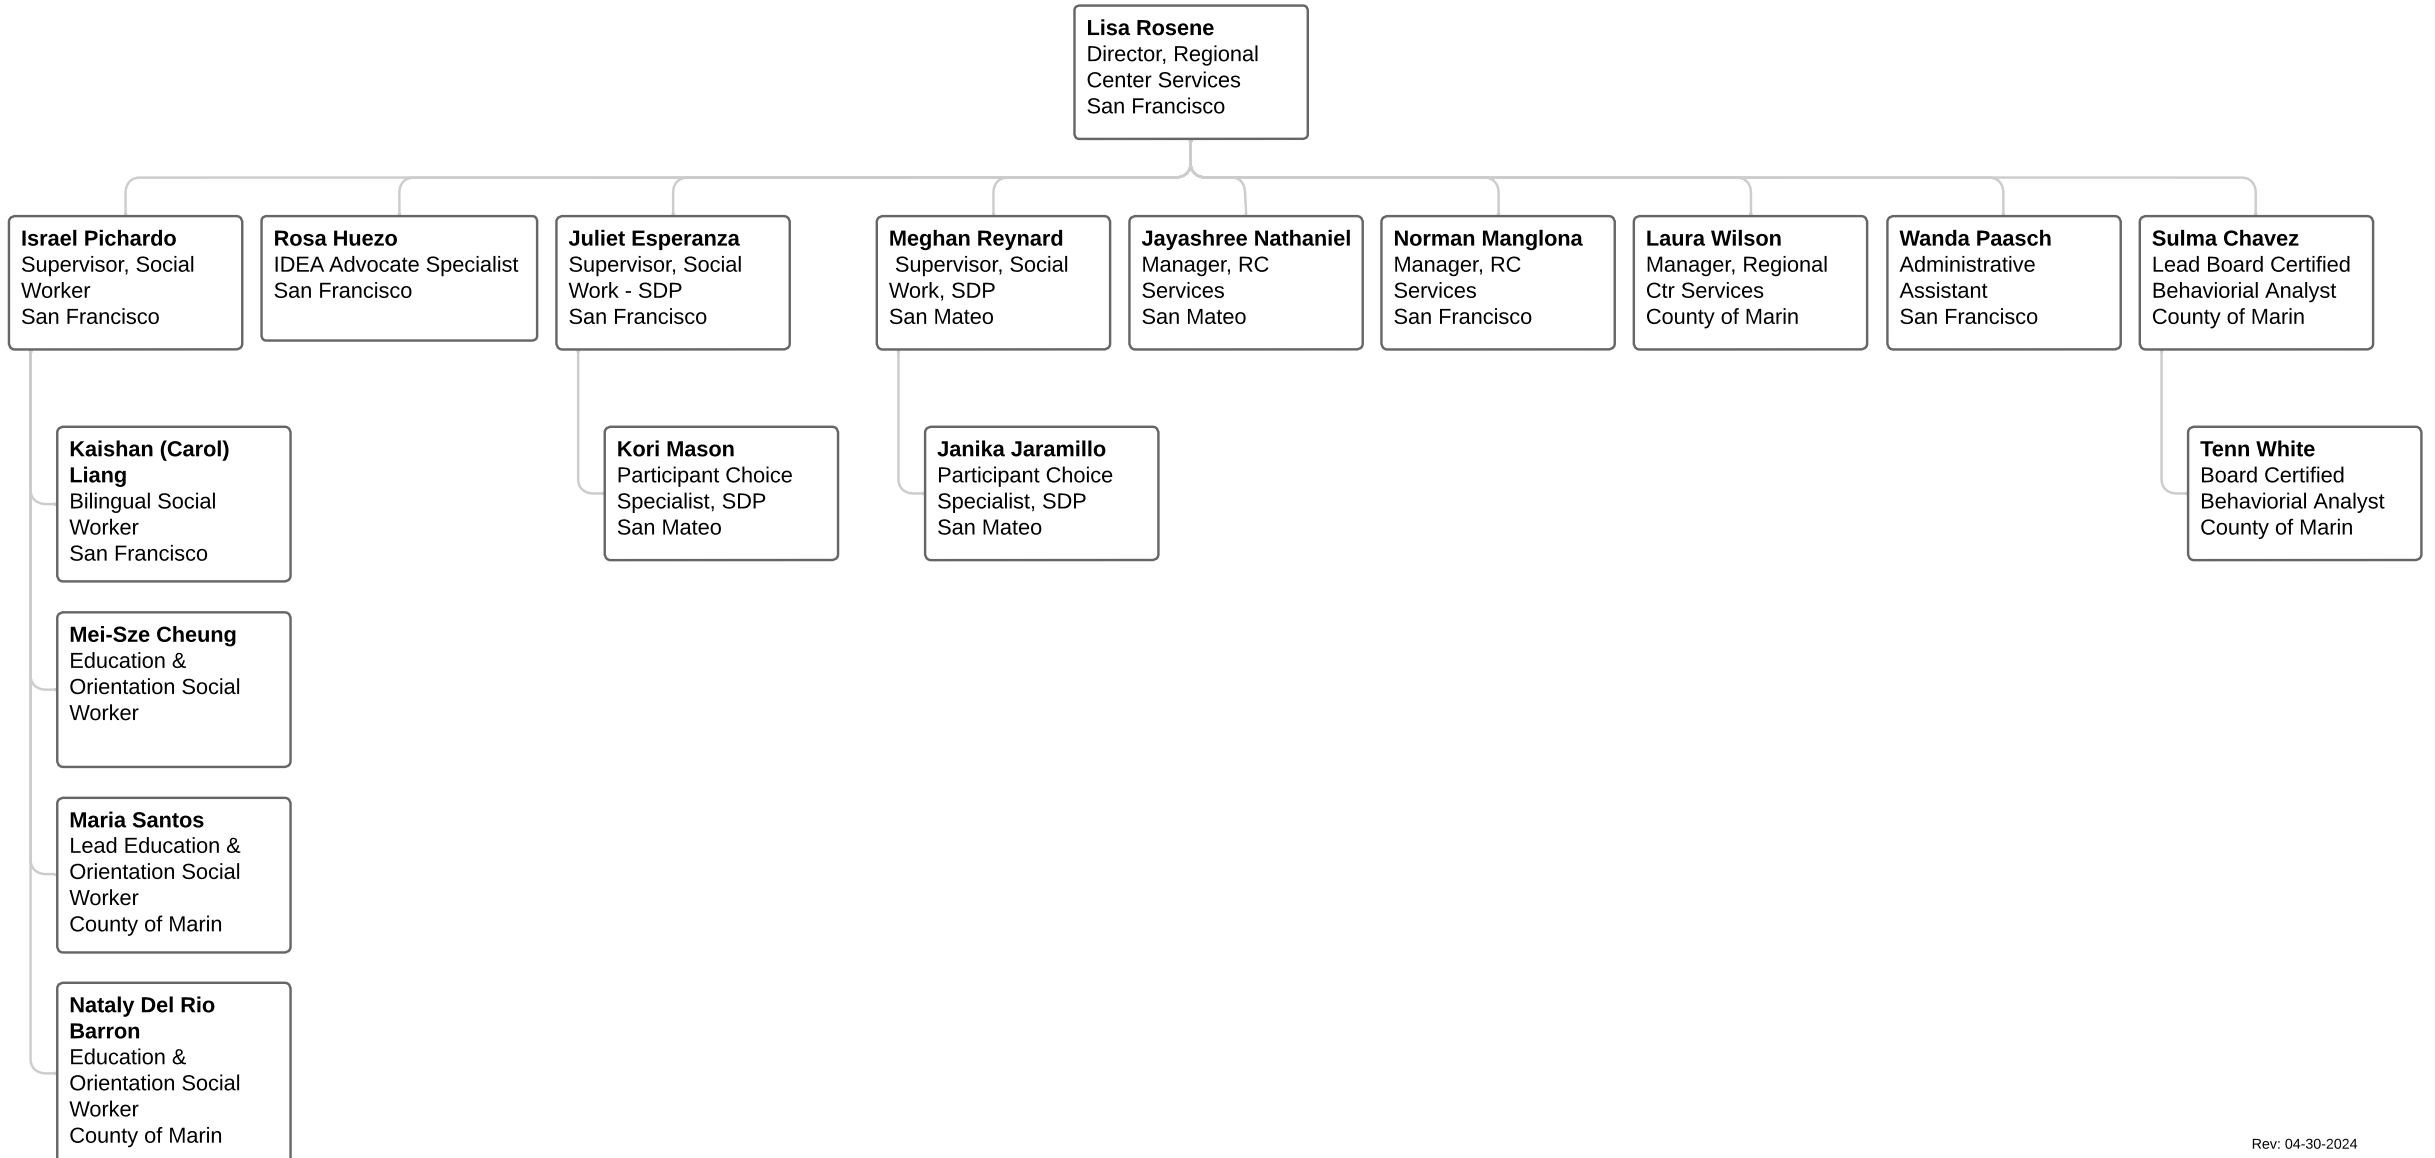 Lisa Rosene
Director, Regional
Center Services
San Francisco
Israel Pichardo
Supervisor, Social
Worker
San Francisco
Rosa Huezo
IDEA Advocate Specialist
San Francisco
Juliet Esperanza
Supervisor, Social
Work - SDP
San Francisco
Meghan Reynard
Supervisor, Social
Work, SDP
San Mateo
Jayashree Nathaniel
Manager, RC
Services
San Mateo
Norman Manglona
Manager, RC
Services
San Francisco
Laura Wilson
Manager, Regional
Ctr Services
County of Marin
Wanda Paasch
Administrative
Assistant
San Francisco
Sulma Chavez
Lead Board Certified
Behaviorial Analyst
County of Marin
Kaishan (Carol)
Liang
Bilingual Social
Worker
San Francisco
Kori Mason
Participant Choice
Specialist, SDP
San Mateo
Janika Jaramillo
Participant Choice
Specialist, SDP
San Mateo
Tenn White
Board Certified
Behaviorial Analyst
County of Marin
Mei-Sze Cheung
Education &
Orientation Social
Worker
Maria Santos
Lead Education &
Orientation Social
Worker
County of Marin
Nataly Del Rio
Barron
Education &
Orientation Social
Worker
County of Marin
Rev: 04-30-2024